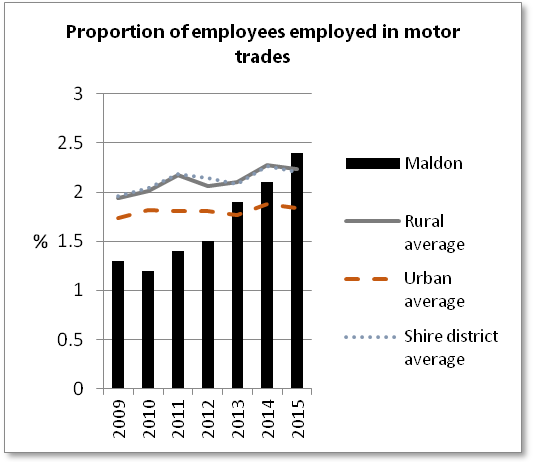 Proportion of employees employed in motor
trades
3
2.5
2
1.5
1
0.5
0
%
2009
2010
2011
2012
2013
2014
2015
Maldon
Rural
average
Urban
average
Shire district
average